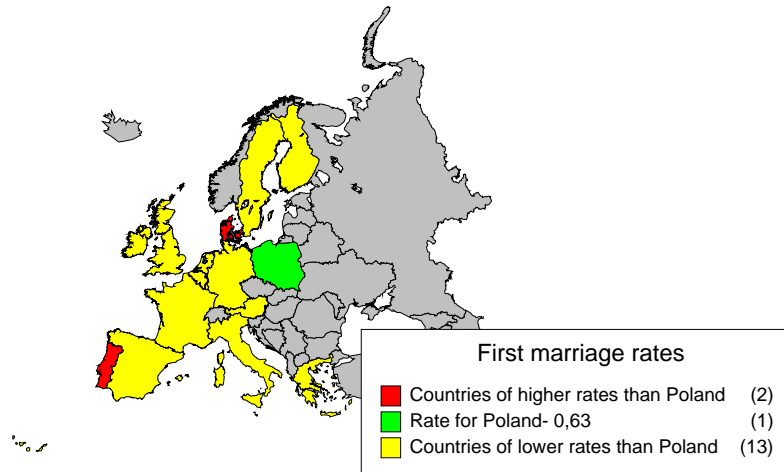 First marriage rates
Countries of higher rates than Poland (2)
Rate for Poland- 0,63 (1)
Countries of lower rates than Poland (13)